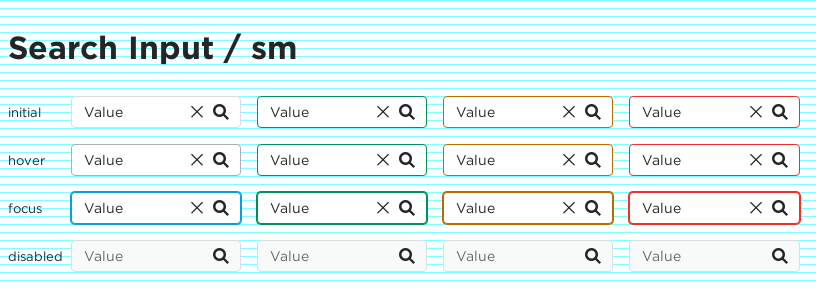 Search Input / sm
initial Value Value Value Value
hover Value Value Value Value
focus Value Value Value Value
disabled Value Value Value Value